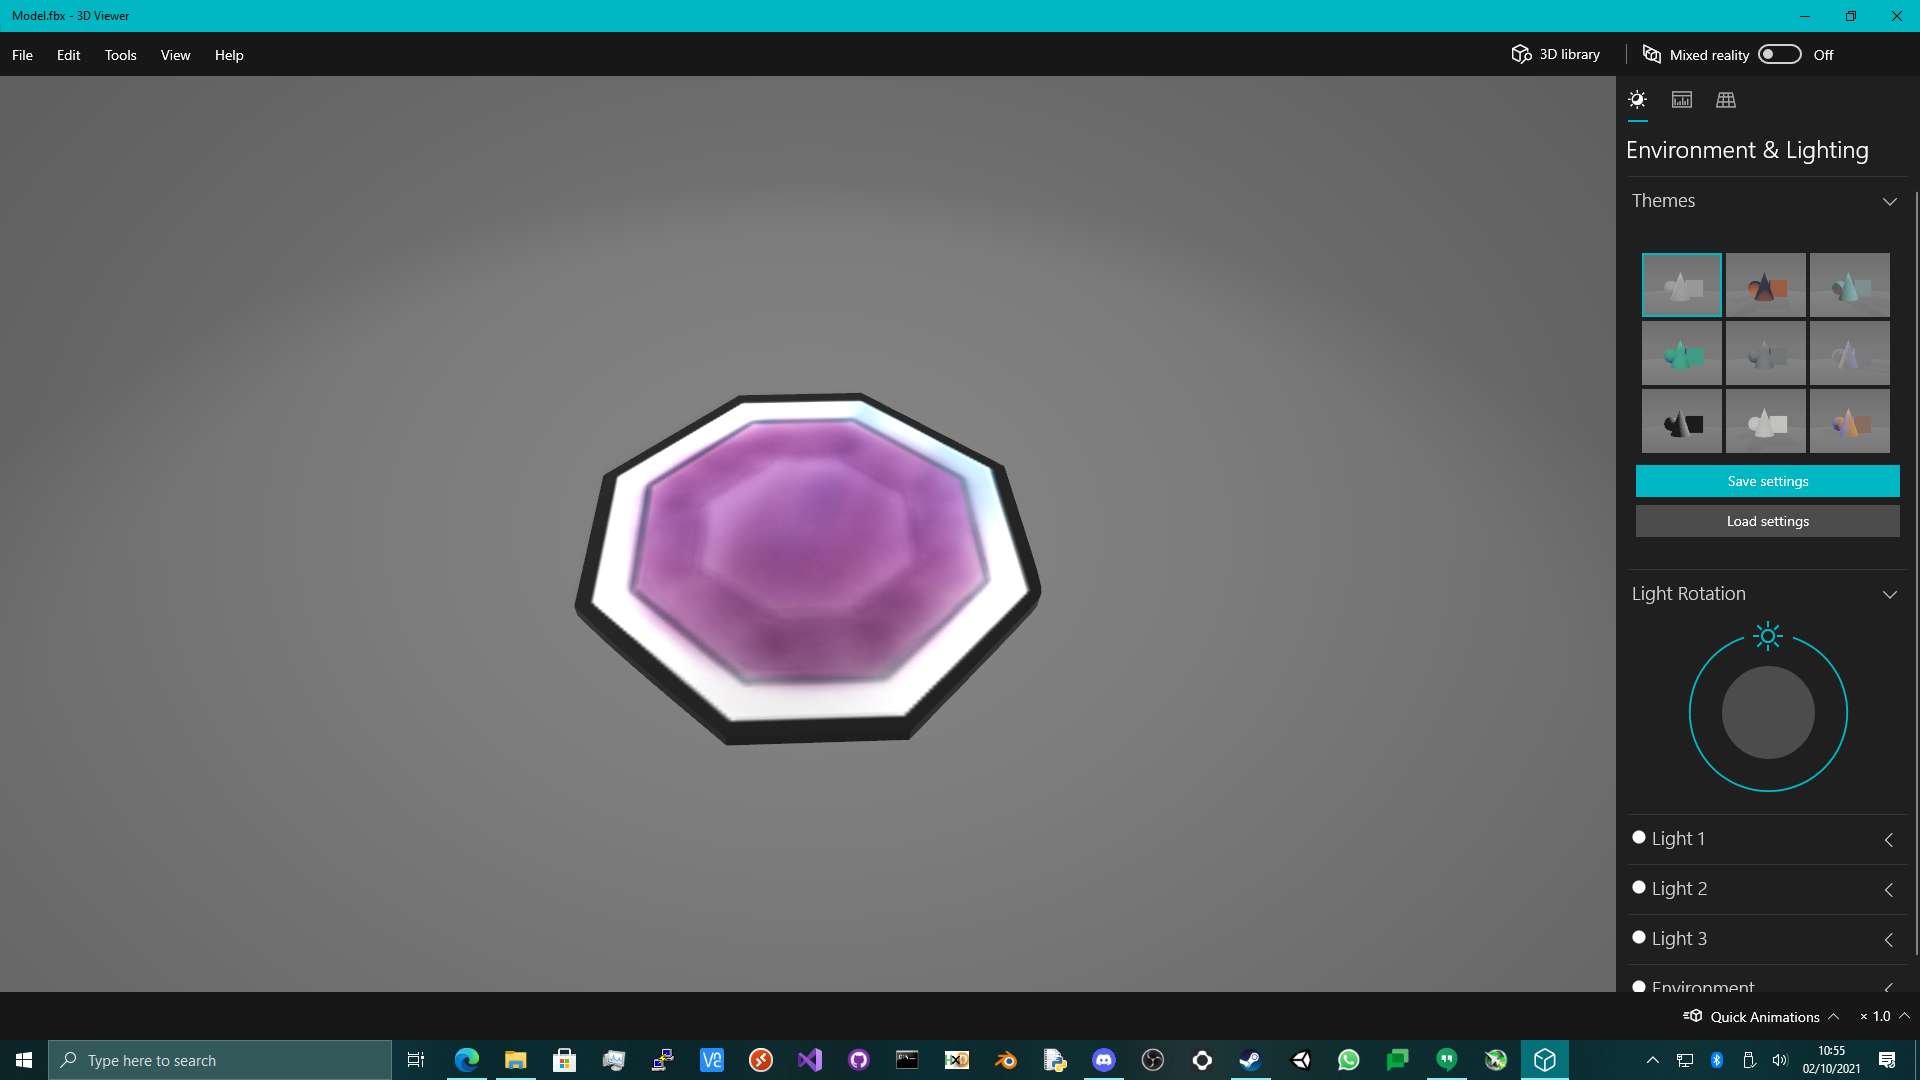 Model.fbx - 3D Viewer
File Edit Tools View Help
3D library
Mixed reality Off
Environment & Lighting
Themes
Save settings
Load settings
Light Rotation
Light 1
Light 2
Light 3
Environment
Quick Animations × 1.0
Type here to search
10:55
02/10/2021